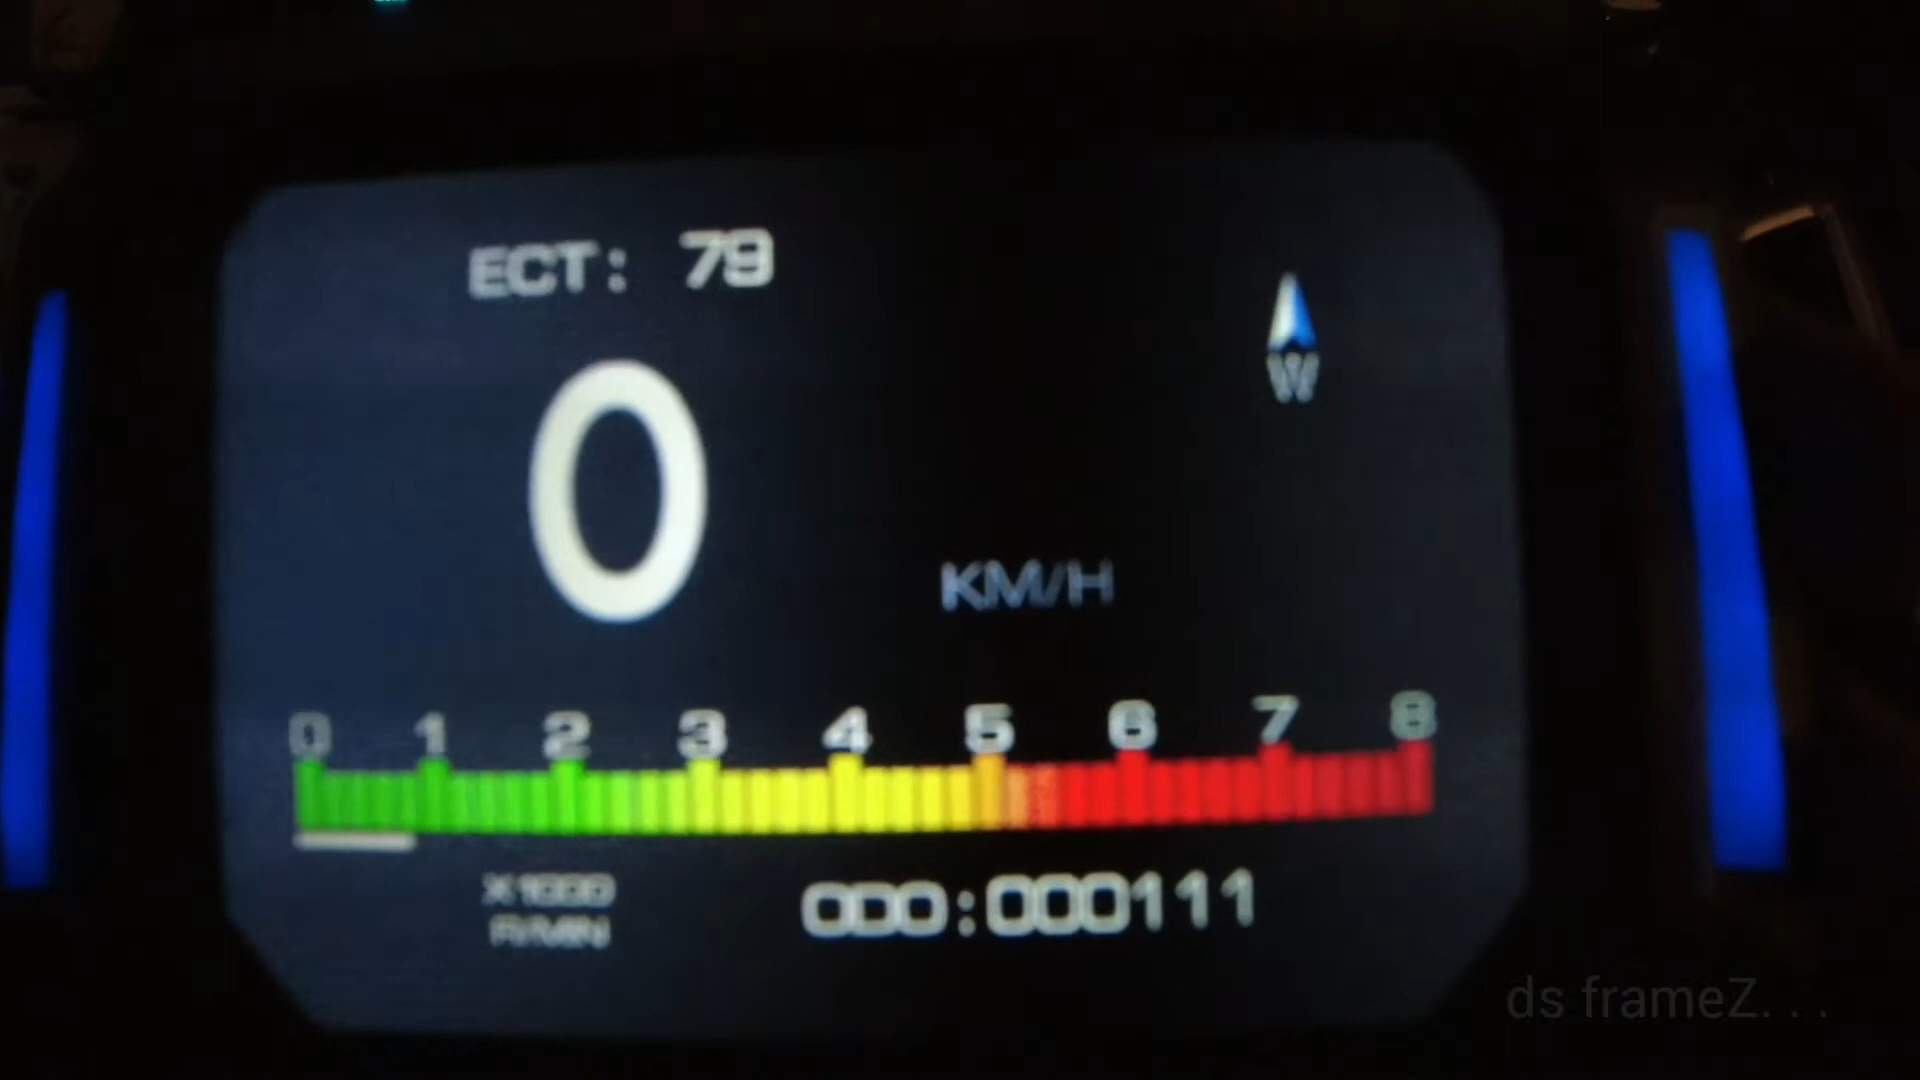 ECT: 79
W
0
KM/H
0 1 2 3 4 5 6 7 8
X1000
R/MIN
ODO:000111
ds frameZ...